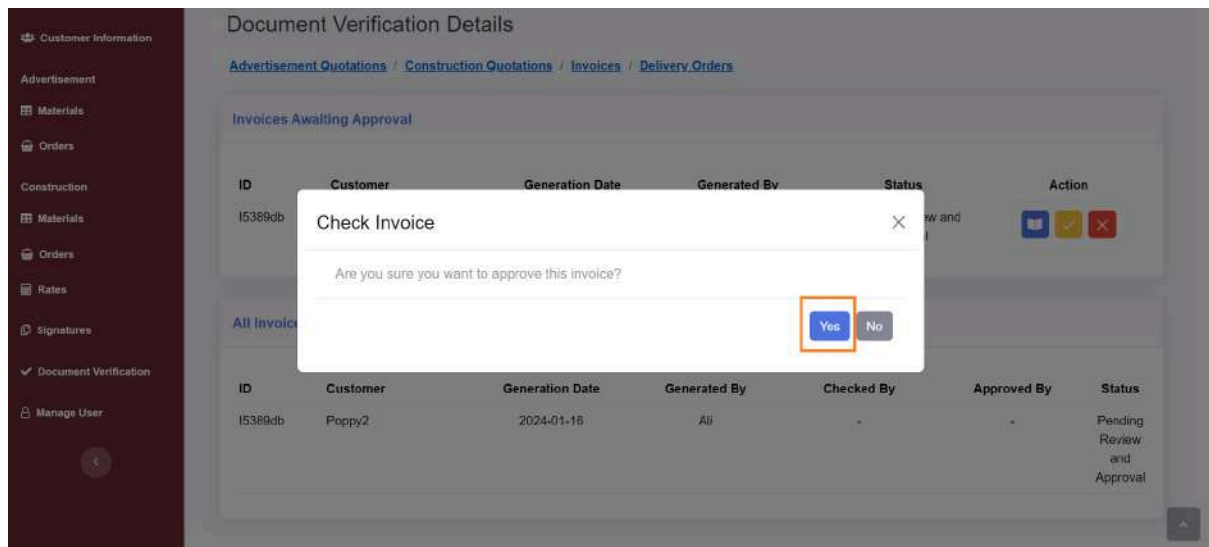 Customer Information
Advertisement
Materials
Orders
Construction
Materials
Orders
Rates
Signatures
Document Verification
Manage User
Document Verification Details
Advertisement Quotations / Construction Quotations / Invoices / Delivery Orders
Invoices Awaiting Approval
ID Customer Generation Date Generated By Status Action
I5389db
Check Invoice
Are you sure you want to approve this invoice?
Yes No
ID Customer Generation Date Generated By Checked By Approved By Status
I5389db Poppy2 2024-01-16 Ali - - Pending
Review
and
Approval